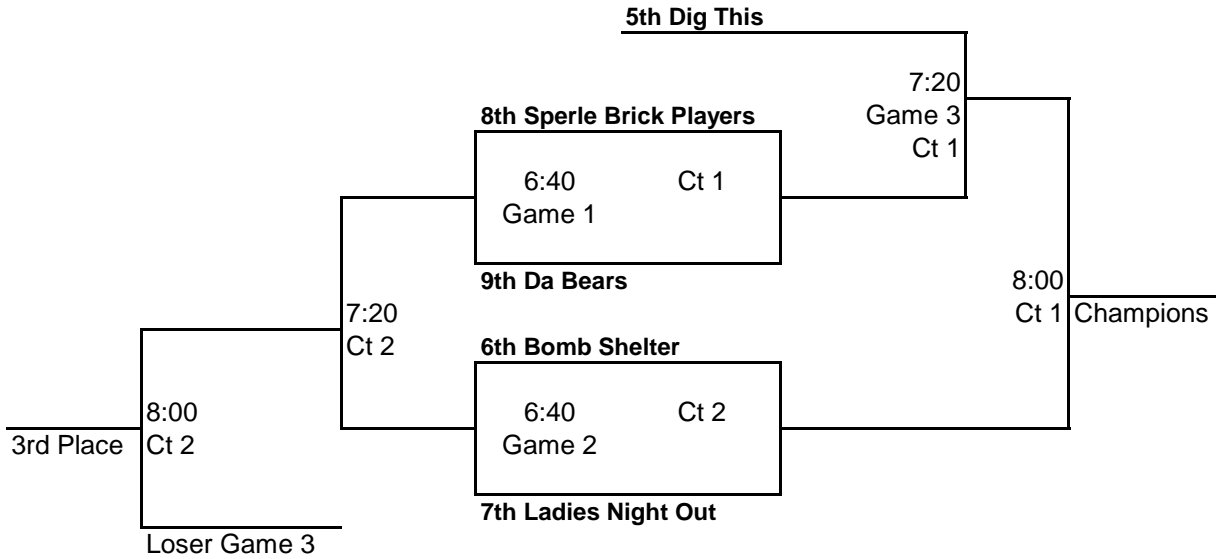 5th Dig This
7:20
Game 3
Ct 1
8th Sperle Brick Players
6:40 Ct 1
Game 1
9th Da Bears
8:00
Ct 1 Champions
7:20
Ct 2
6th Bomb Shelter
6:40 Ct 2
Game 2
7th Ladies Night Out
8:00
3rd Place Ct 2
Loser Game 3